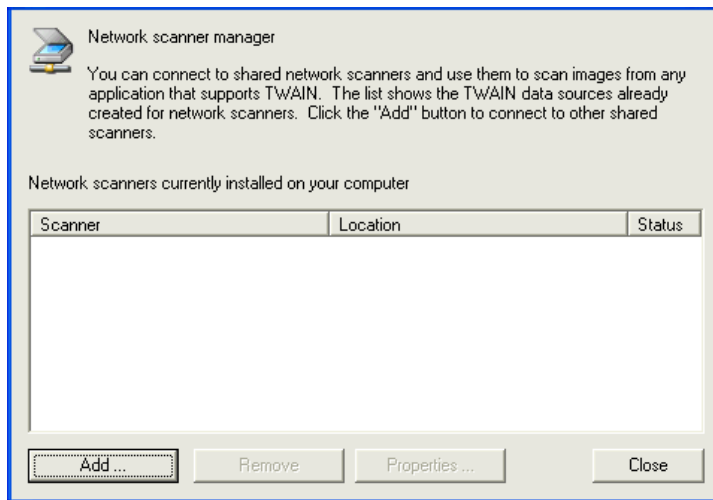 Network scanner manager
You can connect to shared network scanners and use them to scan images from any
application that supports TWAIN.  The list shows the TWAIN data sources already
created for network scanners.  Click the "Add" button to connect to other shared
scanners.
Network scanners currently installed on your computer
Scanner Location Status
Add ... Remove Properties ... Close